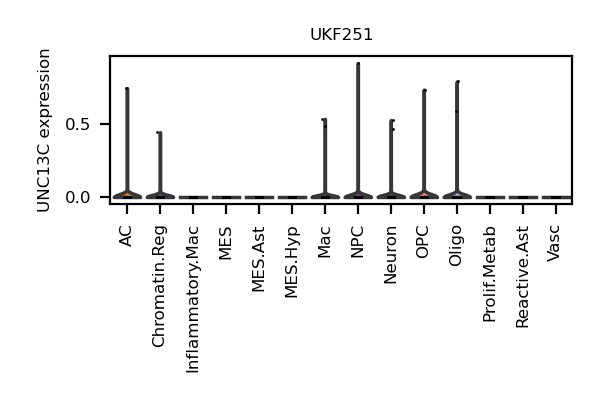 UKF251
UNC13C expression
0.5
0.0
AC
Chromatin.Reg
Inflammatory.Mac
MES
MES.Ast
MES.Hyp
Mac
NPC
Neuron
OPC
Oligo
Prolif.Metab
Reactive.Ast
Vasc